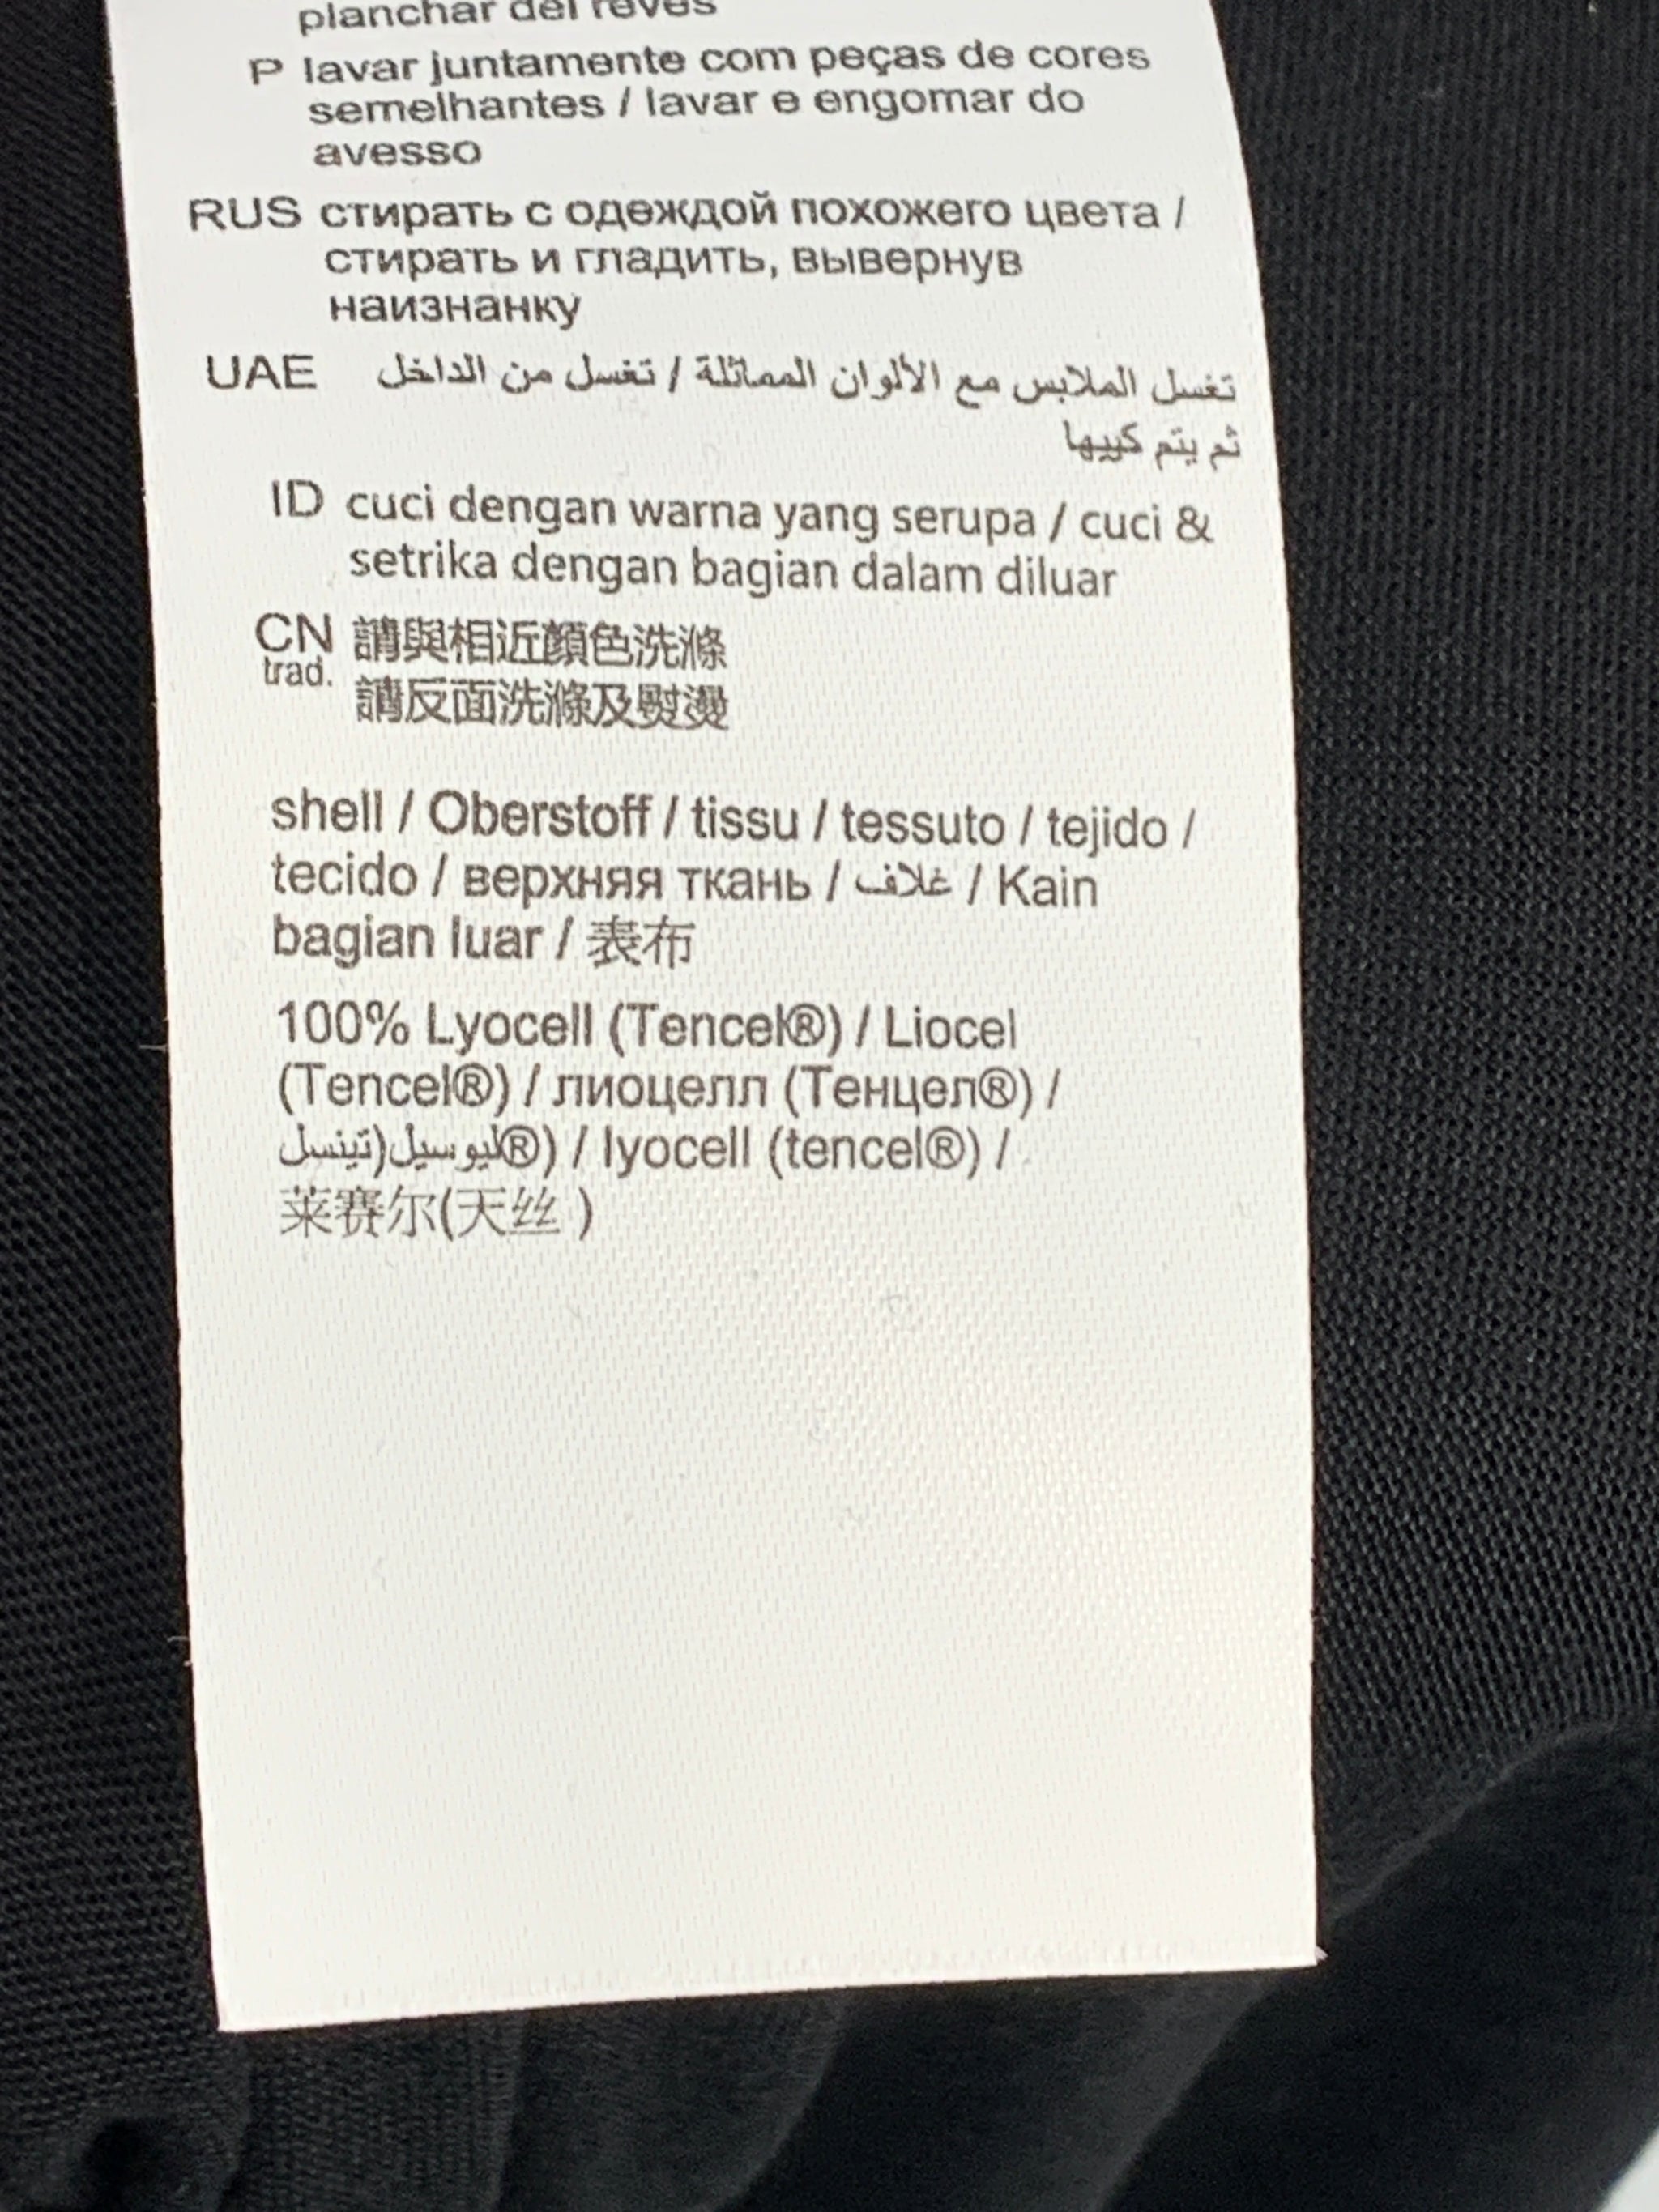 planchar del revés
P lavar juntamente com peças de cores
semelhantes / lavar e engomar do
avesso
RUS стирать с одеждой похожего цвета /
стирать и гладить, вывернув
наизнанку
UAE تغسل الملابس مع الألوان المماثلة / تغسل من الداخل
ثم يتم كييها
ID cuci dengan warna yang serupa / cuci &
setrika dengan bagian dalam diluar
CN 請與相近顏色洗滌
trad.
請反面洗滌及熨燙
shell / Oberstoff / tissu / tessuto / tejido /
tecido / верхняя ткань / غلاف / Kain
bagian luar / 表布
100% Lyocell (Tencel®) / Liocel
(Tencel®) / лиоцелл (Тенцел®) /
ليوسيل(تينسل®) / lyocell (tencel®) /
莱赛尔(天丝 )